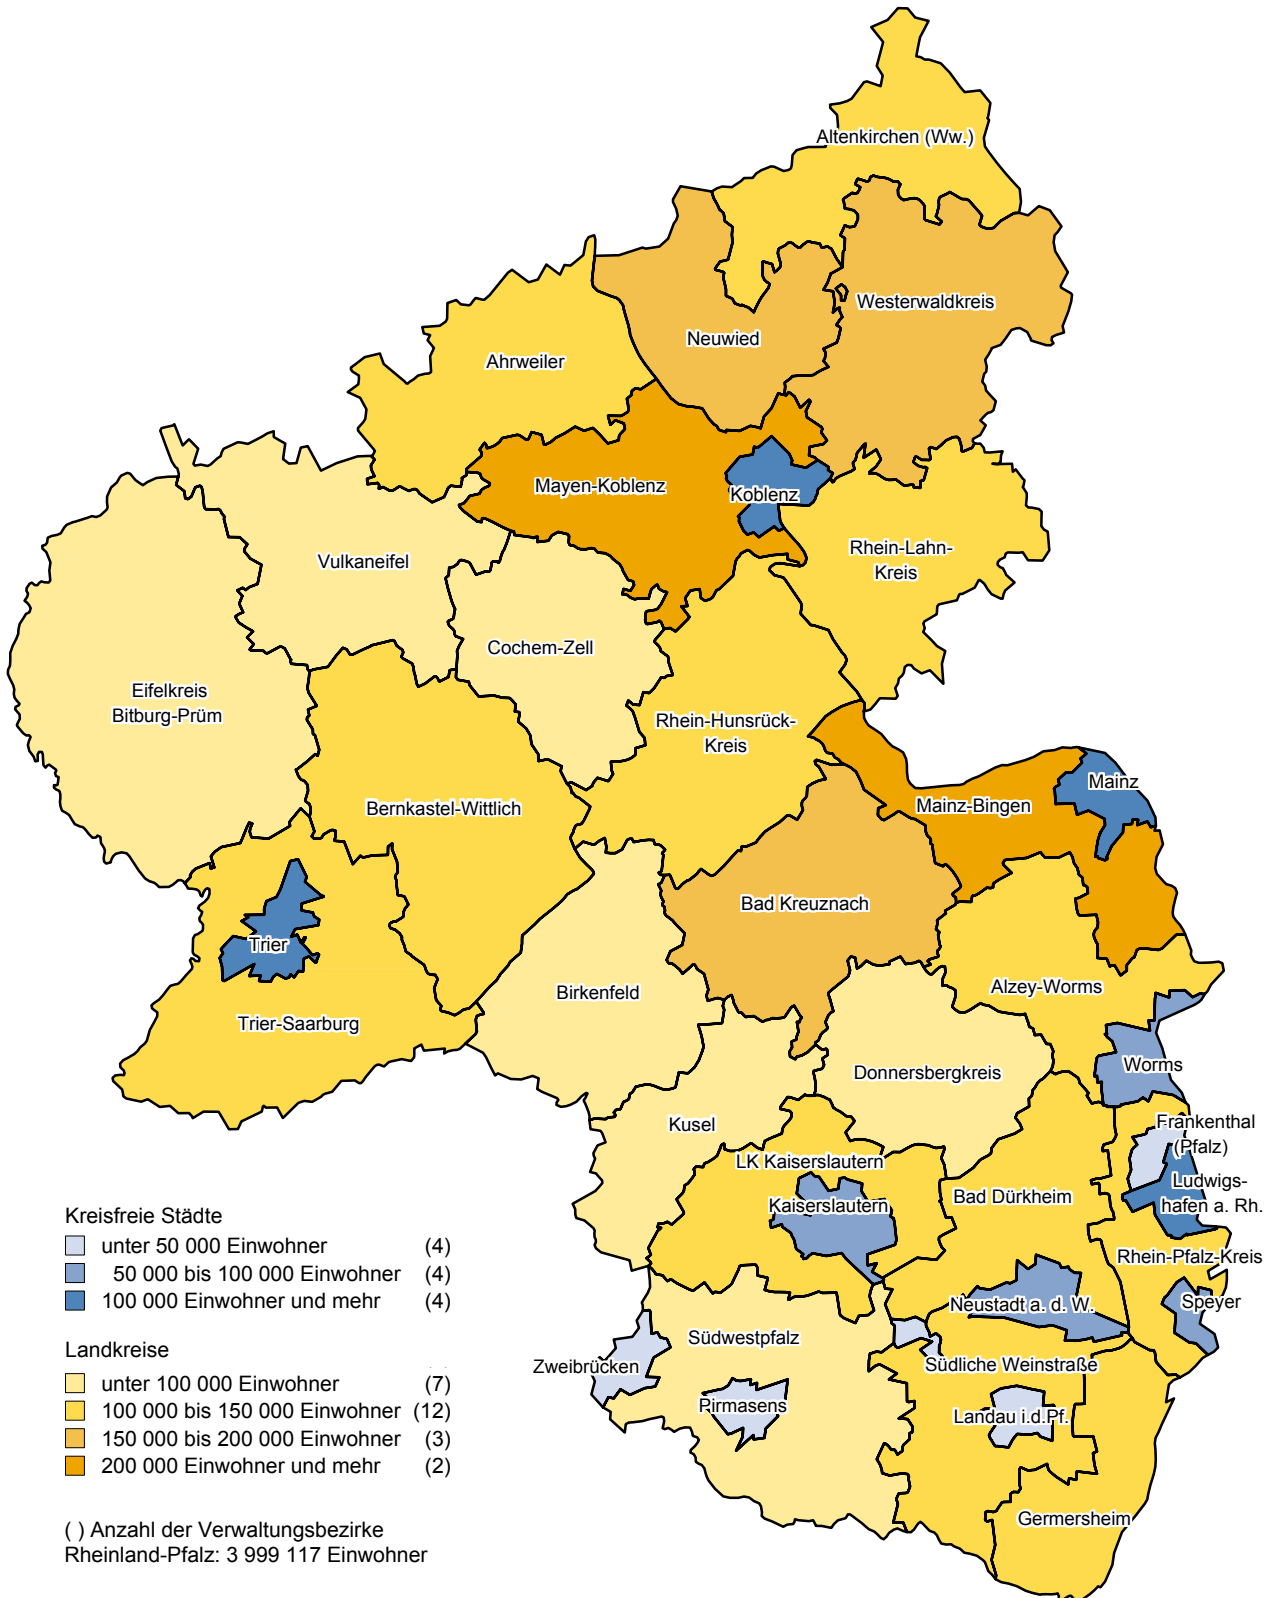 Altenkirchen (Ww.)
Westerwaldkreis
Neuwied
Ahrweiler
Mayen-Koblenz
Koblenz
Rhein-Lahn-
Kreis
Vulkaneifel
Cochem-Zell
Eifelkreis
Bitburg-Prüm
Rhein-Hunsrück-
Kreis
Mainz
Mainz-Bingen
Bernkastel-Wittlich
Bad Kreuznach
Trier
Alzey-Worms
Birkenfeld
Trier-Saarburg
Worms
Donnersbergkreis
Kusel
Frankenthal
(Pfalz)
LK Kaiserslautern
Ludwigs-
hafen a. Rh.
Bad Dürkheim
Kaiserslautern
Rhein-Pfalz-Kreis
Speyer
Neustadt a. d. W.
Südwestpfalz
Zweibrücken
Südliche Weinstraße
Pirmasens
Landau i.d.Pf.
Germersheim
Kreisfreie Städte
unter 50 000 Einwohner (4)
50 000 bis 100 000 Einwohner (4)
100 000 Einwohner und mehr (4)
Landkreise
unter 100 000 Einwohner (7)
100 000 bis 150 000 Einwohner (12)
150 000 bis 200 000 Einwohner (3)
200 000 Einwohner und mehr (2)
( ) Anzahl der Verwaltungsbezirke
Rheinland-Pfalz: 3 999 117 Einwohner